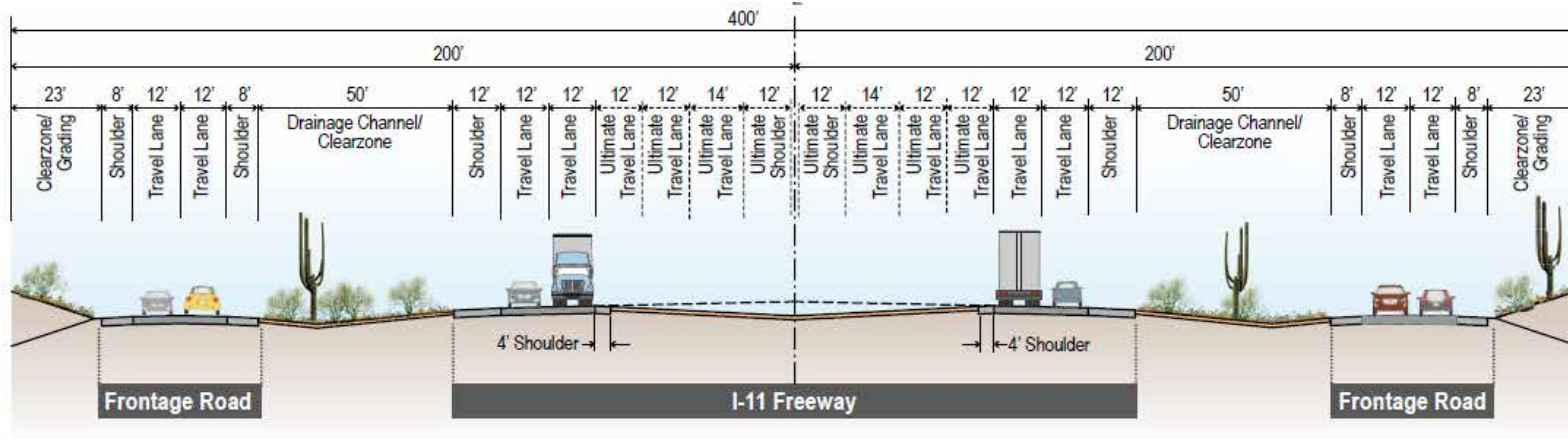 400'
200'
200'
23' 8' 12' 12' 8' 50' 12' 12' 12' 12' 12' 14' 12' 12' 14' 12' 12' 12' 12' 12' 50' 8' 12' 12' 8' 23'
Clearzone/
Grading
Shoulder
Travel Lane
Travel Lane
Shoulder
Drainage Channel/
Clearzone
Shoulder
Travel Lane
Travel Lane
Ultimate
Travel Lane
Ultimate
Travel Lane
Ultimate
Travel Lane
Ultimate
Shoulder
Ultimate
Shoulder
Ultimate
Travel Lane
Ultimate
Travel Lane
Ultimate
Travel Lane
Travel Lane
Travel Lane
Shoulder
Drainage Channel/
Clearzone
Shoulder
Travel Lane
Travel Lane
Shoulder
Clearzone/
Grading
4' Shoulder
4' Shoulder
Frontage Road
I-11 Freeway
Frontage Road